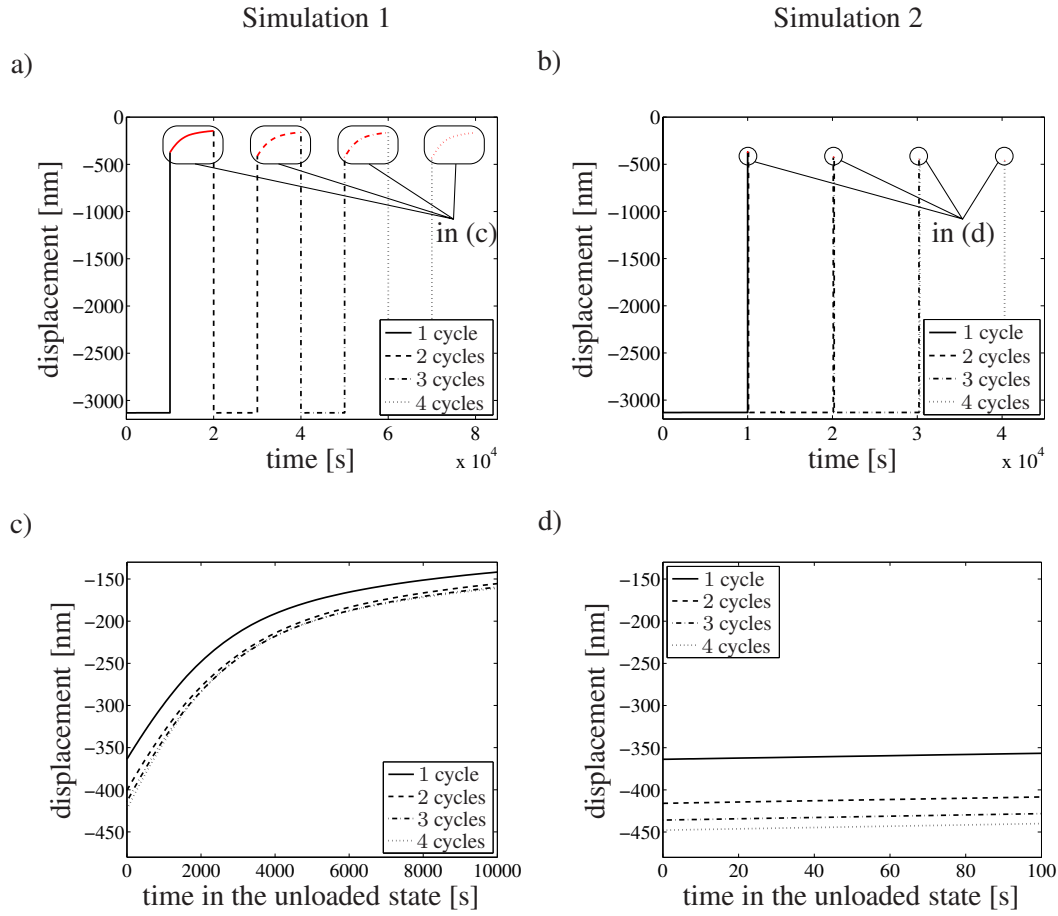 Simulation 1
Simulation 2
a)
b)
0
−500
−1000
−1500
−2000
−2500
−3000
displacement [nm]
in (c)
1 cycle
2 cycles
3 cycles
4 cycles
0
2
4
6
8
x 10⁴
time [s]
0
−500
−1000
−1500
−2000
−2500
−3000
displacement [nm]
in (d)
1 cycle
2 cycles
3 cycles
4 cycles
0
1
2
3
4
x 10⁴
time [s]
c)
d)
−150
−200
−250
−300
−350
−400
−450
displacement [nm]
1 cycle
2 cycles
3 cycles
4 cycles
0
2000
4000
6000
8000
10000
time in the unloaded state [s]
−150
−200
−250
−300
−350
−400
−450
displacement [nm]
1 cycle
2 cycles
3 cycles
4 cycles
0
20
40
60
80
100
time in the unloaded state [s]